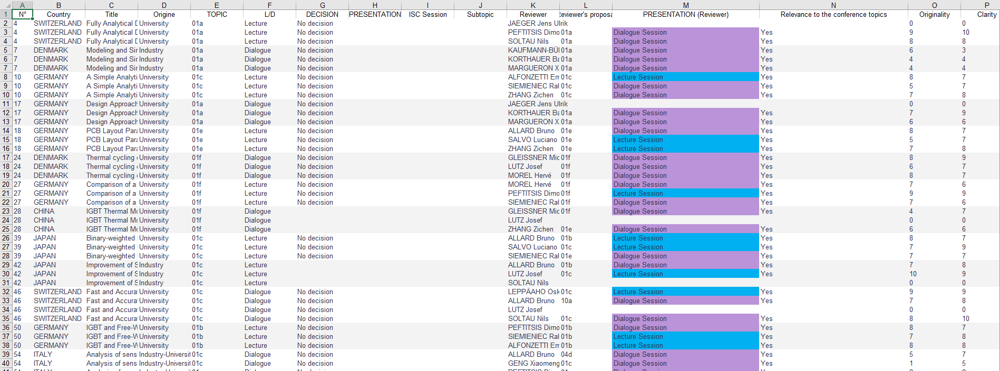 A B C D E F G H I J K L M N O P
1 N° Country Title Origine TOPIC L/D DECISION PRESENTATION ISC Session Subtopic Reviewer Reviewer's proposa PRESENTATION (Reviewer) Relevance to the conference topics Originality Clarity
2 4 SWITZERLAND Fully Analytical D University 01a Lecture No decision JAEGER Jens Ulrik 0 0
3 4 SWITZERLAND Fully Analytical D University 01a Lecture No decision PEFTITSIS Dimo 01a Dialogue Session Yes 9 10
4 4 SWITZERLAND Fully Analytical D University 01a Lecture No decision SOLTAU Nils 01a Dialogue Session Yes 8 8
5 7 DENMARK Modeling and Sir Industry 01a Dialogue No decision KAUFMANN-BÜI 01a Dialogue Session Yes 6 3
6 7 DENMARK Modeling and Sir Industry 01a Dialogue No decision KORTHAUER Ba 01a Dialogue Session Yes 4 4
7 7 DENMARK Modeling and Sir Industry 01a Dialogue No decision MARGUERON X 01a Dialogue Session Yes 4 4
8 10 GERMANY A Simple Analyti University 01c Lecture No decision ALFONZETTI Em 01c Lecture Session Yes 8 7
9 10 GERMANY A Simple Analyti University 01c Lecture No decision SIEMIENIEC Ral 01c Dialogue Session Yes 5 7
10 10 GERMANY A Simple Analyti University 01c Lecture No decision ZHANG Zichen 01c Dialogue Session Yes 7 8
11 17 GERMANY Design Approach University 01a Dialogue No decision JAEGER Jens Ulrik 0 0
12 17 GERMANY Design Approach University 01a Dialogue No decision KORTHAUER Ba 01a Dialogue Session Yes 7 9
13 17 GERMANY Design Approach University 01a Dialogue No decision MARGUERON X 01a Dialogue Session Yes 6 6
14 18 GERMANY PCB Layout Para University 01e Lecture No decision ALLARD Bruno 01e Dialogue Session Yes 8 7
15 18 GERMANY PCB Layout Para University 01e Lecture No decision SALVO Luciano 01e Lecture Session Yes 5 7
16 18 GERMANY PCB Layout Para University 01e Lecture No decision ZHANG Zichen 01e Lecture Session Yes 7 8
17 24 DENMARK Thermal cycling University 01f Dialogue No decision GLEISSNER Mic 01f Dialogue Session Yes 8 9
18 24 DENMARK Thermal cycling University 01f Dialogue No decision LUTZ Josef 01f Dialogue Session Yes 6 7
19 24 DENMARK Thermal cycling University 01f Dialogue No decision MOREL Hervé 01f Dialogue Session Yes 8 7
20 27 GERMANY Comparison of a University 01f Lecture No decision MOREL Hervé 01f Dialogue Session Yes 7 6
21 27 GERMANY Comparison of a University 01f Lecture No decision PEFTITSIS Dimo 01f Lecture Session Yes 9 9
22 27 GERMANY Comparison of a University 01f Lecture No decision SIEMIENIEC Ral 01f Dialogue Session Yes 7 6
23 28 CHINA IGBT Thermal Mo University 01f Dialogue GLEISSNER Mic 01f Dialogue Session Yes 4 7
24 28 CHINA IGBT Thermal Mo University 01f Dialogue LUTZ Josef 0 0
25 28 CHINA IGBT Thermal Mo University 01f Dialogue ZHANG Zichen 01e Dialogue Session Yes 6 6
26 39 JAPAN Binary-weighted University 01c Lecture No decision ALLARD Bruno 01b Lecture Session Yes 8 7
27 39 JAPAN Binary-weighted University 01c Lecture No decision SALVO Luciano 01c Lecture Session Yes 7 9
28 39 JAPAN Binary-weighted University 01c Lecture No decision SIEMIENIEC Ral 01e Dialogue Session Yes 7 7
29 42 JAPAN Improvement of S Industry 01c Lecture ALLARD Bruno 01b Dialogue Session Yes 7 8
30 42 JAPAN Improvement of S Industry 01c Lecture LUTZ Josef 01c Lecture Session Yes 10 9
31 42 JAPAN Improvement of S Industry 01c Lecture SOLTAU Nils 0 0
32 46 SWITZERLAND Fast and Accurat University 01c Dialogue No decision LEPPÄAHO Osk 01c Lecture Session Yes 9 9
33 46 SWITZERLAND Fast and Accurat University 01c Dialogue No decision ALLARD Bruno 10a Dialogue Session Yes 7 8
34 46 SWITZERLAND Fast and Accurat University 01c Dialogue No decision LUTZ Josef 0 0
35 46 SWITZERLAND Fast and Accurat University 01c Dialogue No decision SOLTAU Nils 01c Dialogue Session Yes 8 10
36 50 GERMANY IGBT and Free-W University 01b Lecture No decision PEFTITSIS Dimo 01b Dialogue Session Yes 8 7
37 50 GERMANY IGBT and Free-W University 01b Lecture No decision SIEMIENIEC Ral 01b Lecture Session Yes 7 8
38 50 GERMANY IGBT and Free-W University 01b Lecture No decision ALFONZETTI Em 01b Lecture Session Yes 8 8
39 54 ITALY Analysis of sens Industry-Universit 01c Dialogue No decision ALLARD Bruno 04d Dialogue Session Yes 5 7
40 54 ITALY Analysis of sens Industry-Universit 01c Dialogue No decision GENG Xiaomeng 01c Dialogue Session Yes 1 5